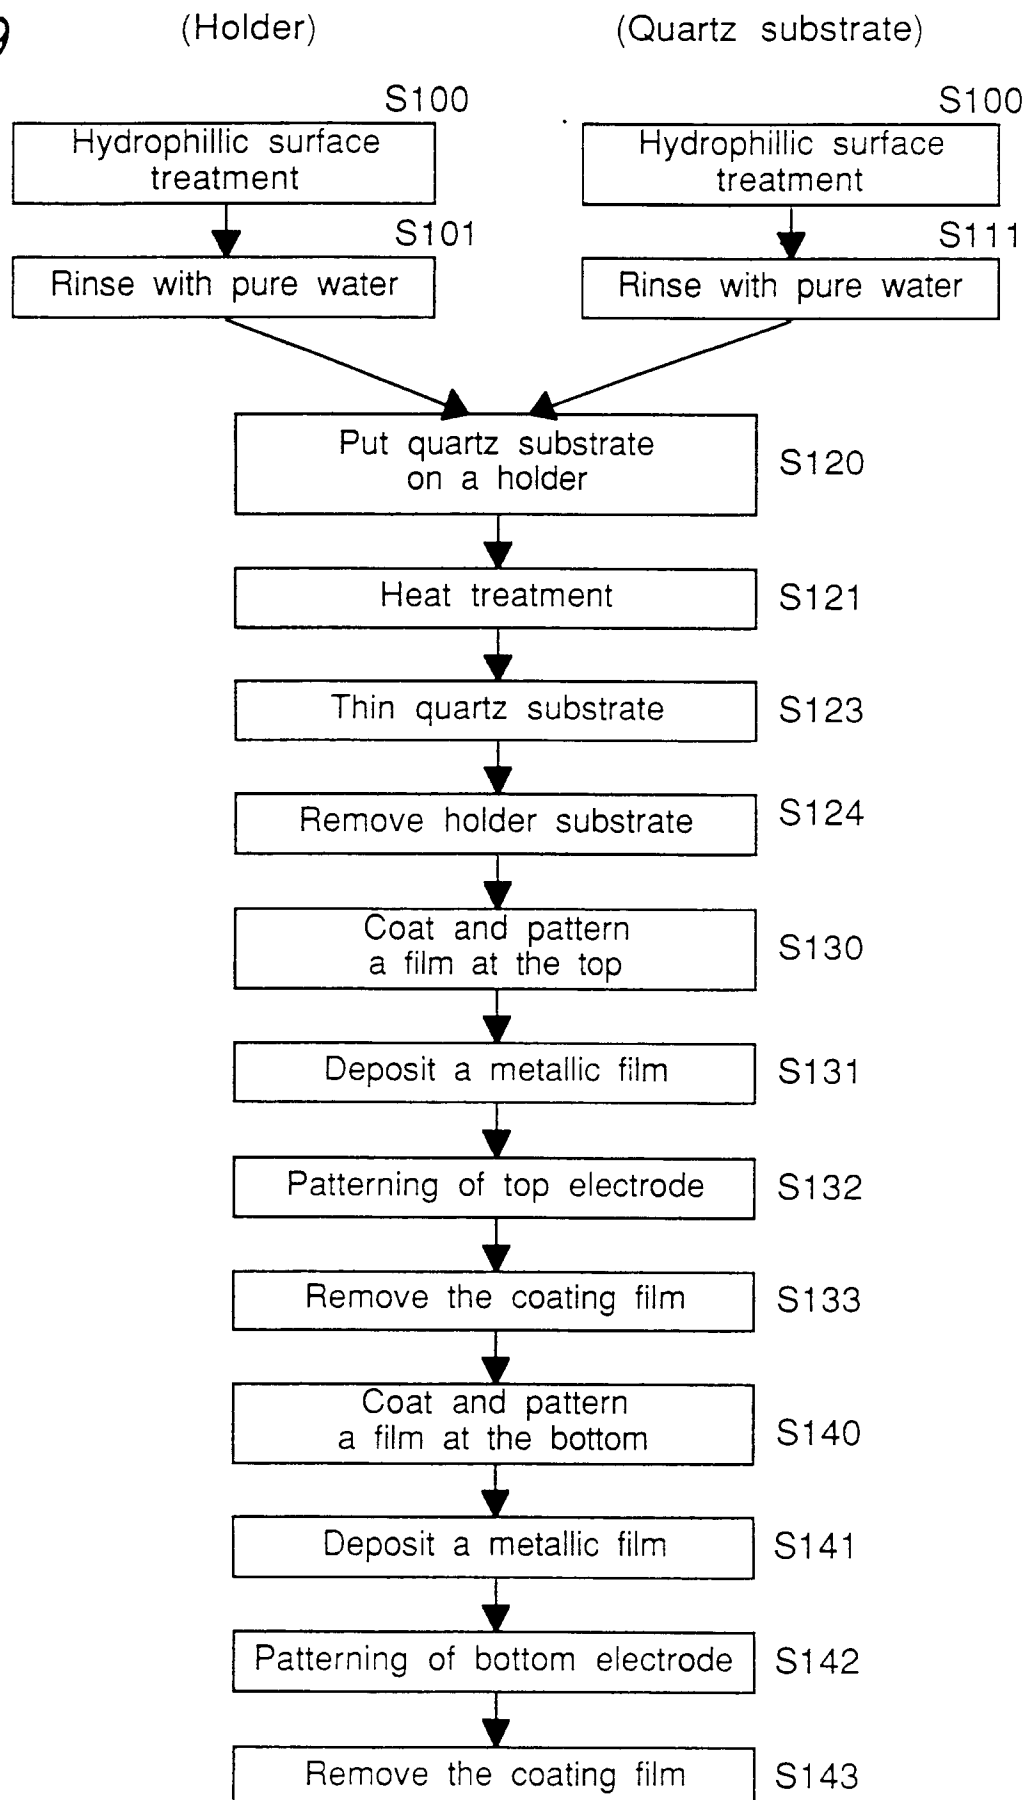 9
(Holder)
(Quartz substrate)
S100
S100
Hydrophillic surface
treatment
Hydrophillic surface
treatment
S101
S111
Rinse with pure water
Rinse with pure water
Put quartz substrate
on a holder
S120
Heat treatment
S121
Thin quartz substrate
S123
Remove holder substrate
S124
Coat and pattern
a film at the top
S130
Deposit a metallic film
S131
Patterning of top electrode
S132
Remove the coating film
S133
Coat and pattern
a film at the bottom
S140
Deposit a metallic film
S141
Patterning of bottom electrode
S142
Remove the coating film
S143